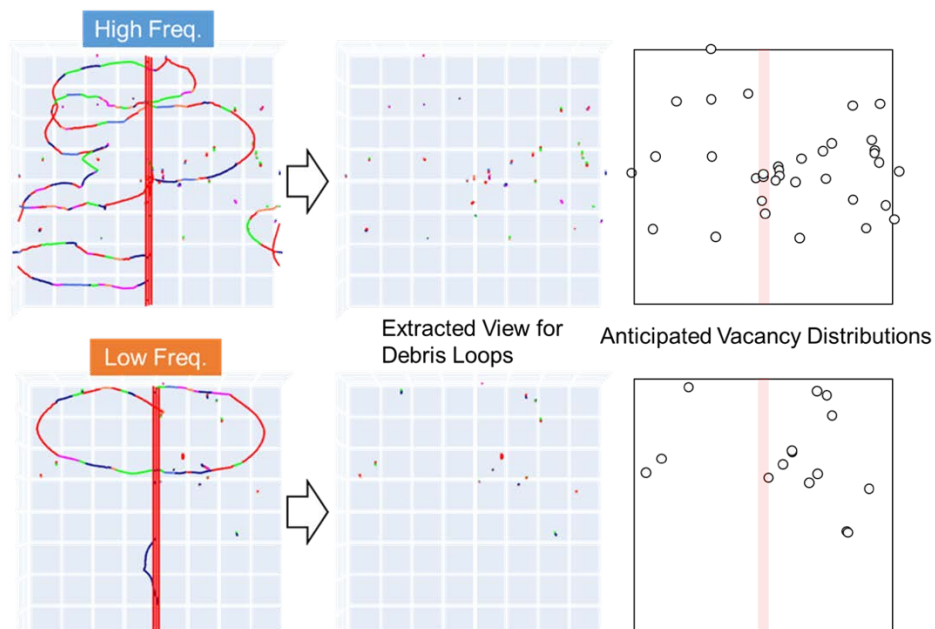 High Freq.
Extracted View for
Debris Loops
Anticipated Vacancy Distributions
Low Freq.